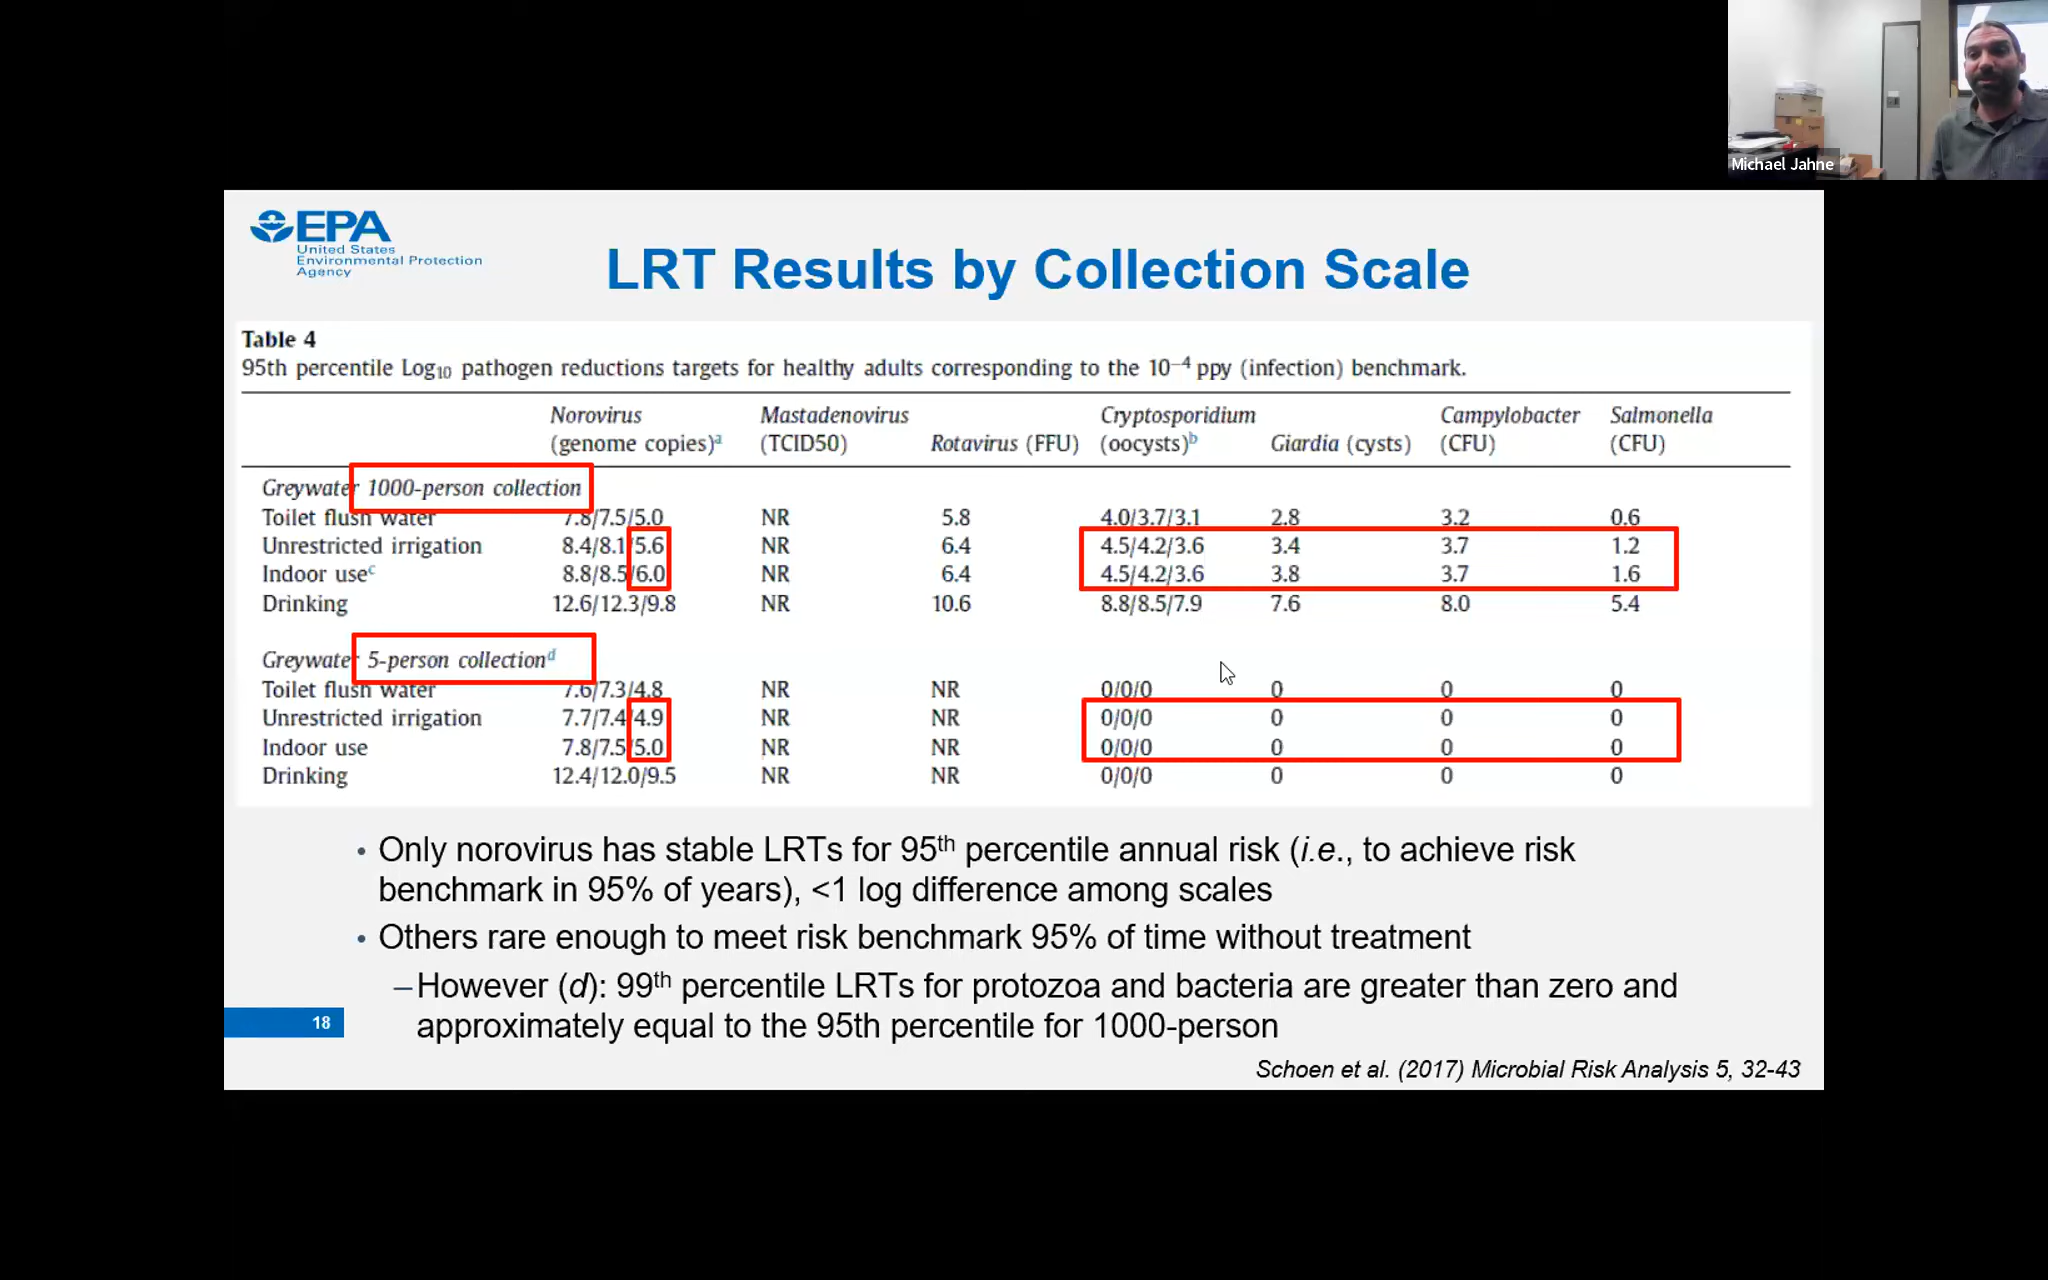 Michael Jahne
EPA
United States
Environmental Protection
Agency
LRT Results by Collection Scale
Table 4
95th percentile Log10 pathogen reductions targets for healthy adults corresponding to the 10−4 ppy (infection) benchmark.
Norovirus (genome copies)a Mastadenovirus (TCID50) Rotavirus (FFU) Cryptosporidium (oocysts)b Giardia (cysts) Campylobacter (CFU) Salmonella (CFU)
Greywater 1000-person collection
Toilet flush water 7.8/7.5/5.0 NR 5.8 4.0/3.7/3.1 2.8 3.2 0.6
Unrestricted irrigation 8.4/8.1/5.6 NR 6.4 4.5/4.2/3.6 3.4 3.7 1.2
Indoor usec 8.8/8.5/6.0 NR 6.4 4.5/4.2/3.6 3.8 3.7 1.6
Drinking 12.6/12.3/9.8 NR 10.6 8.8/8.5/7.9 7.6 8.0 5.4
Greywater 5-person collectiond
Toilet flush water 7.6/7.3/4.8 NR NR 0/0/0 0 0 0
Unrestricted irrigation 7.7/7.4/4.9 NR NR 0/0/0 0 0 0
Indoor use 7.8/7.5/5.0 NR NR 0/0/0 0 0 0
Drinking 12.4/12.0/9.5 NR NR 0/0/0 0 0 0
• Only norovirus has stable LRTs for 95th percentile annual risk (i.e., to achieve risk
benchmark in 95% of years), <1 log difference among scales
• Others rare enough to meet risk benchmark 95% of time without treatment
– However (d): 99th percentile LRTs for protozoa and bacteria are greater than zero and
approximately equal to the 95th percentile for 1000-person
18
Schoen et al. (2017) Microbial Risk Analysis 5, 32-43